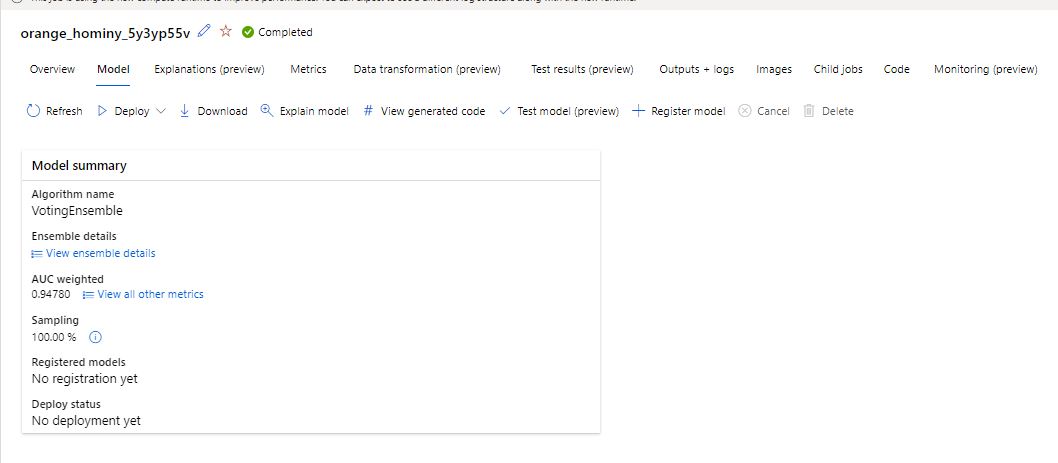 orange_hominy_5y3yp55v Completed
Overview Model Explanations (preview) Metrics Data transformation (preview) Test results (preview) Outputs + logs Images Child jobs Code Monitoring (preview)
Refresh Deploy Download Explain model # View generated code Test model (preview) Register model Cancel Delete
Model summary
Algorithm name
VotingEnsemble
Ensemble details
View ensemble details
AUC weighted
0.94780 View all other metrics
Sampling
100.00 %
Registered models
No registration yet
Deploy status
No deployment yet